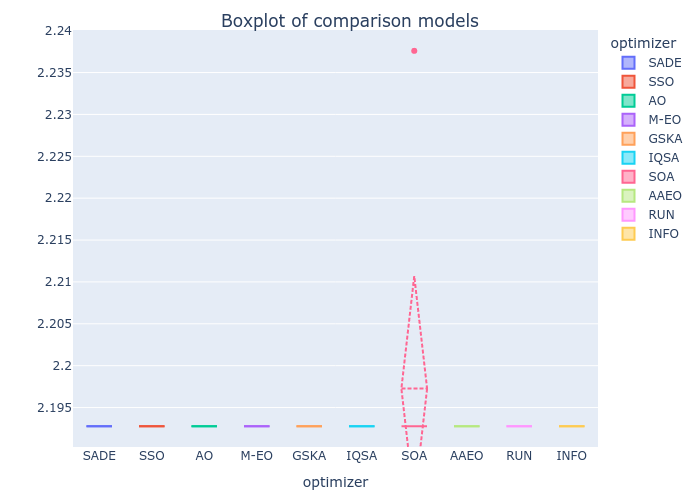 Boxplot of comparison models
2.24
2.235
2.23
2.225
2.22
2.215
2.21
2.205
2.2
2.195
SADE
SSO
AO
M-EO
GSKA
IQSA
SOA
AAEO
RUN
INFO
optimizer
optimizer
SADE
SSO
AO
M-EO
GSKA
IQSA
SOA
AAEO
RUN
INFO